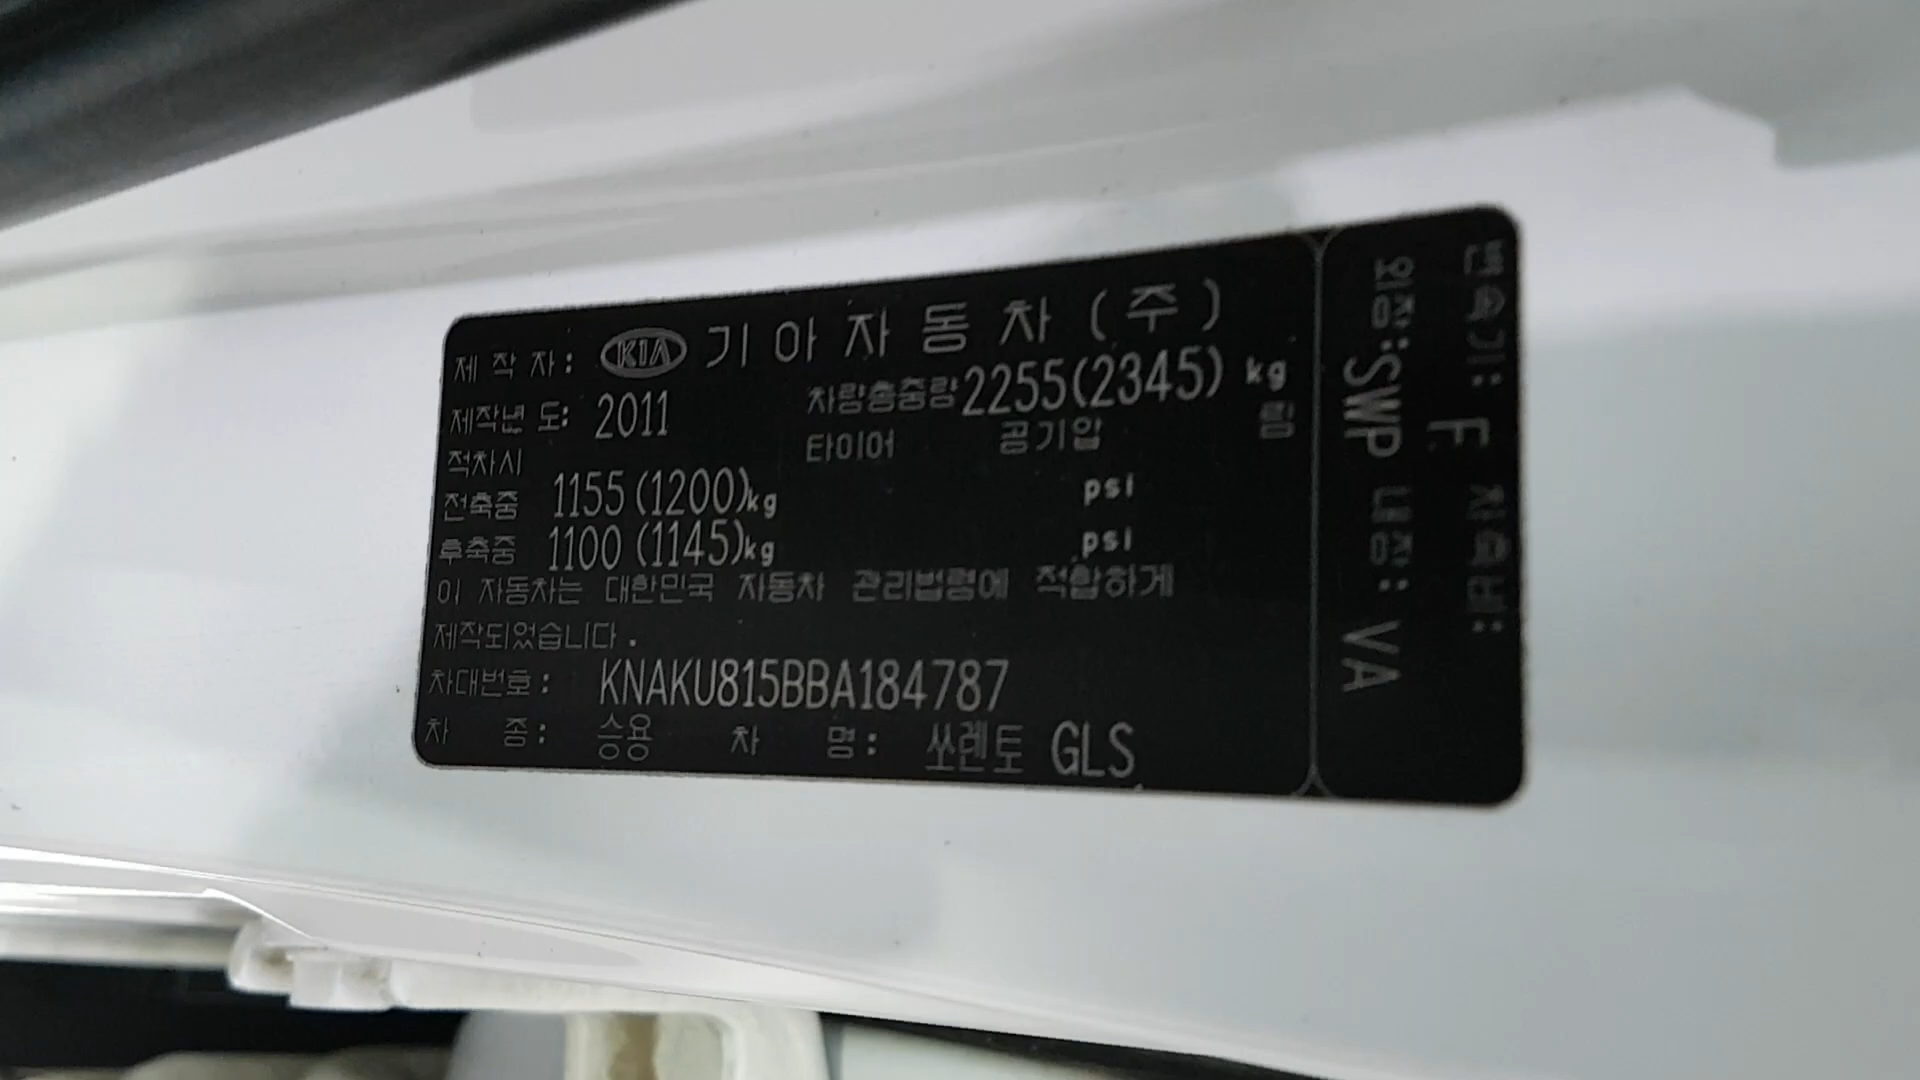 제 작 자: KIA 기 아 자 동 차 (주)
제작년 도: 2011 차량총중량 2255(2345) kg
적차시 타이어 공기압 림
전축중 1155 (1200)kg psi
후축중 1100 (1145)kg psi
이 자동차는 대한민국 자동차 관리법령에 적합하게
제작되었습니다.
차대번호: KNAKU815BBA184787
차 종: 승용 차 명: 쏘렌토 GLS
변속기: F 차속비:
외장:SWP 내장: VA